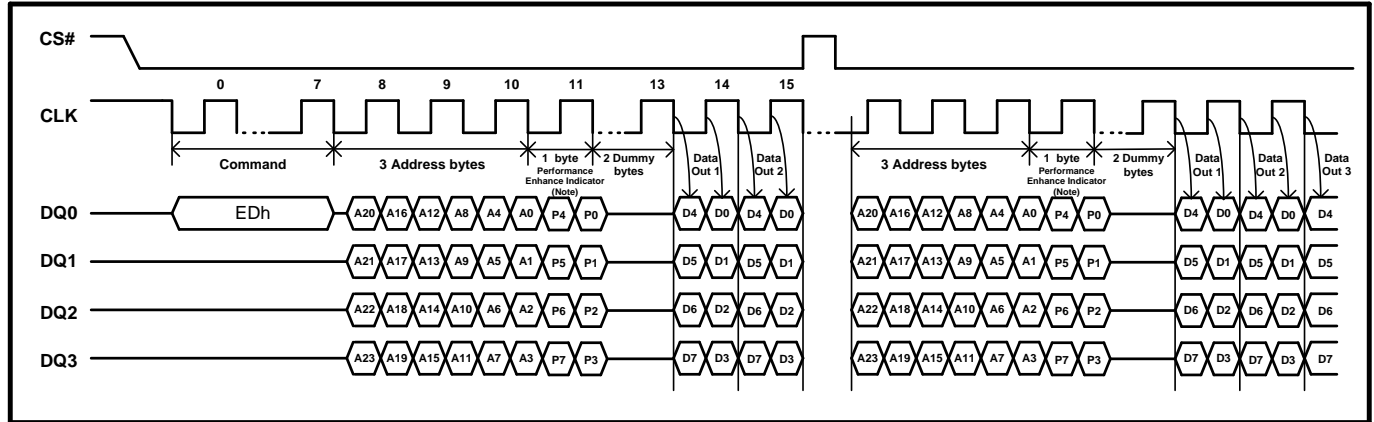 CS#
0 7 8 9 10 11 13 14 15
CLK
Command 3 Address bytes 1 byte Performance Enhance Indicator (Note) 2 Dummy bytes Data Out 1 Data Out 2 3 Address bytes 1 byte Performance Enhance Indicator (Note) 2 Dummy bytes Data Out 1 Data Out 2 Data Out 3
DQ0 EDh A20 A16 A12 A8 A4 A0 P4 P0 D4 D0 D4 D0 A20 A16 A12 A8 A4 A0 P4 P0 D4 D0 D4 D0 D4
DQ1 A21 A17 A13 A9 A5 A1 P5 P1 D5 D1 D5 D1 A21 A17 A13 A9 A5 A1 P5 P1 D5 D1 D5 D1 D5
DQ2 A22 A18 A14 A10 A6 A2 P6 P2 D6 D2 D6 D2 A22 A18 A14 A10 A6 A2 P6 P2 D6 D2 D6 D2 D6
DQ3 A23 A19 A15 A11 A7 A3 P7 P3 D7 D3 D7 D3 A23 A19 A15 A11 A7 A3 P7 P3 D7 D3 D7 D3 D7